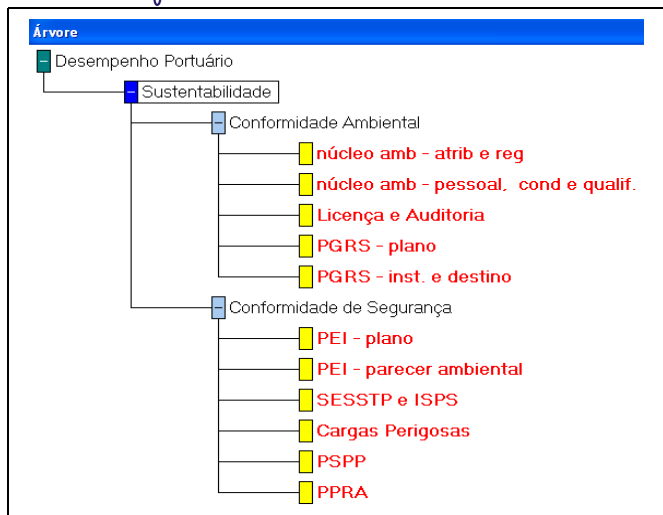 Árvore
Desempenho Portuário
Sustentabilidade
Conformidade Ambiental
núcleo amb - atrib e reg
núcleo amb - pessoal, cond e qualif.
Licença e Auditoria
PGRS - plano
PGRS - inst. e destino
Conformidade de Segurança
PEI - plano
PEI - parecer ambiental
SESSTP e ISPS
Cargas Perigosas
PSPP
PPRA